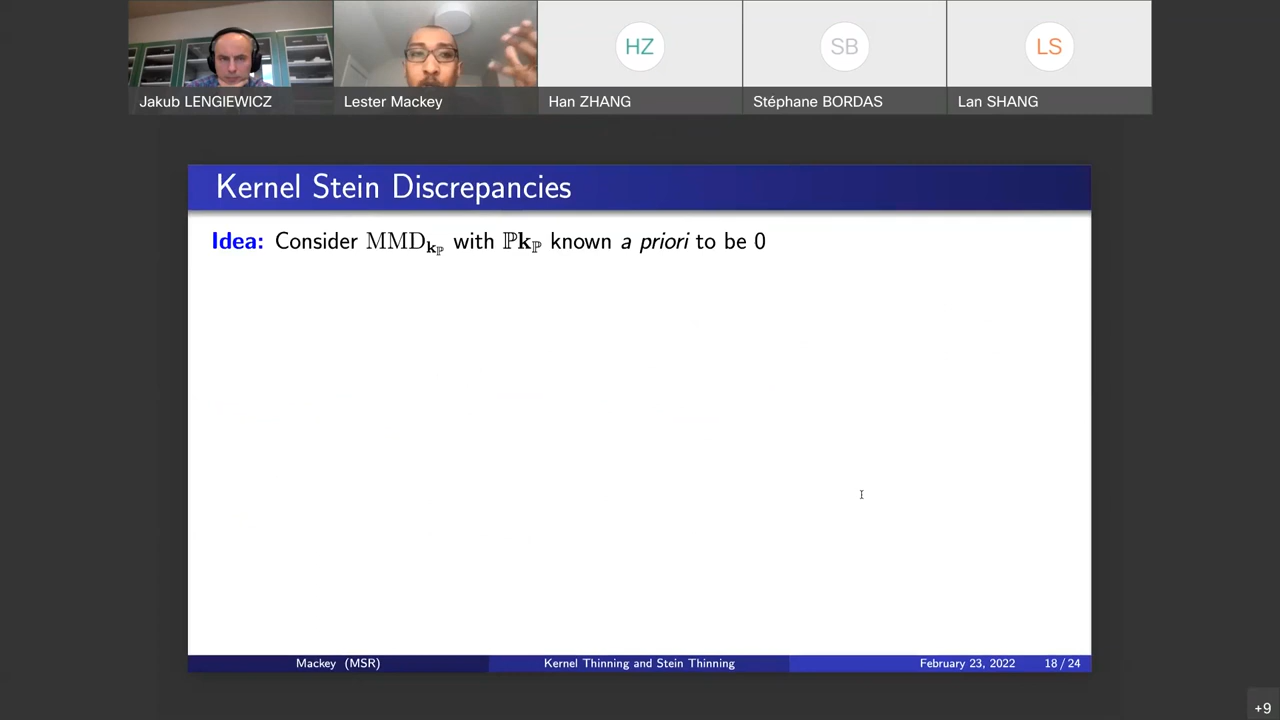 HZ
SB
LS
Jakub LENGIEWICZ
Lester Mackey
Han ZHANG
Stéphane BORDAS
Lan SHANG
Kernel Stein Discrepancies
Idea: Consider MMD_{k_ℙ} with ℙk_ℙ known a priori to be 0
Mackey (MSR)
Kernel Thinning and Stein Thinning
February 23, 2022
18 / 24
+9